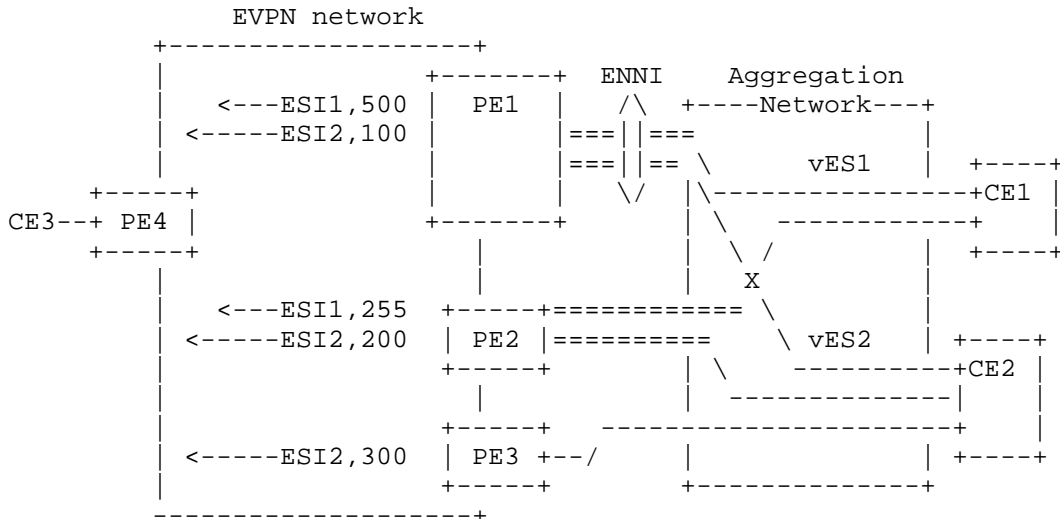 EVPN network
ENNI Aggregation
<---ESI1,500 PE1 Network
<-----ESI2,100
vES1
CE1
CE3 PE4
X
<---ESI1,255
<-----ESI2,200 PE2 vES2
CE2
<-----ESI2,300 PE3